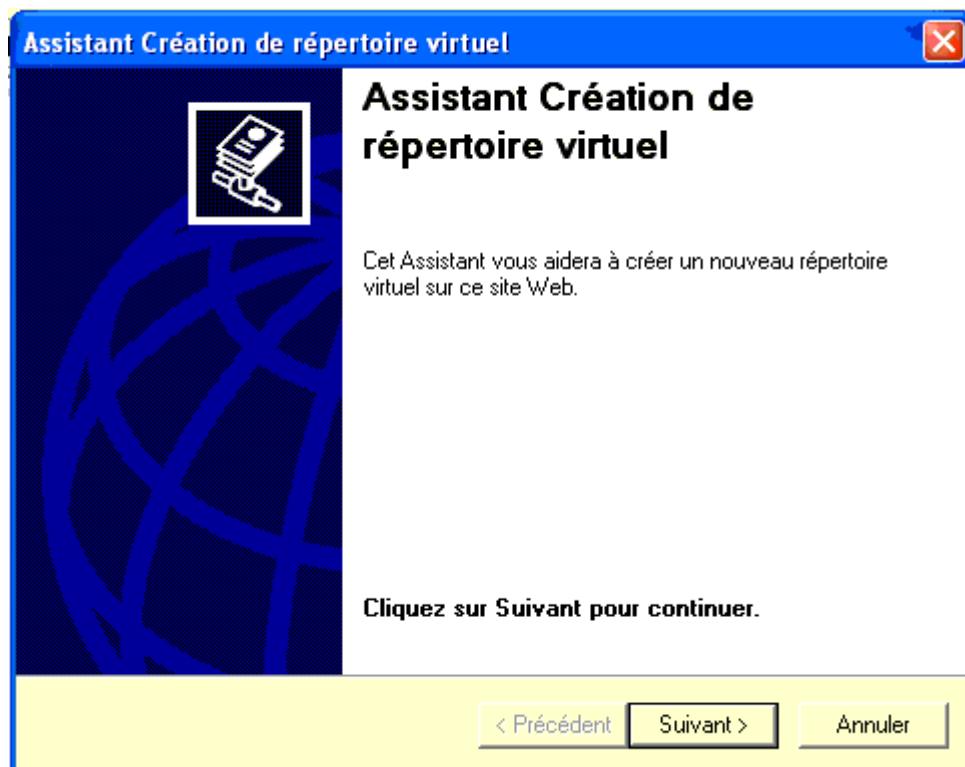 Assistant Création de répertoire virtuel
Assistant Création de
répertoire virtuel
Cet Assistant vous aidera à créer un nouveau répertoire
virtuel sur ce site Web.
Cliquez sur Suivant pour continuer.
< Précédent
Suivant >
Annuler